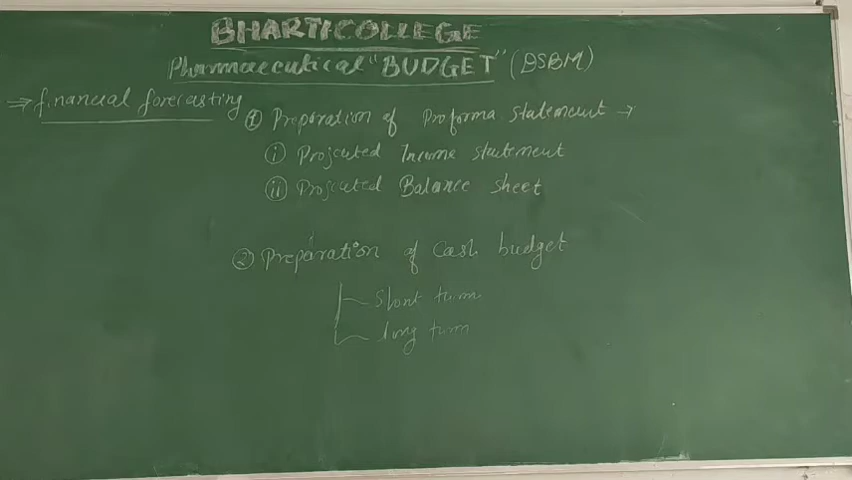 BHARTI COLLEGE
Pharmaceutical "BUDGET" (DSBM)
⇒ financial forecasting
① Preparation of Proforma statement →
ⓘ Projected Income statement
ⓘⓘ Projected Balance sheet
② Preparation of Cash budget
Short term
long term